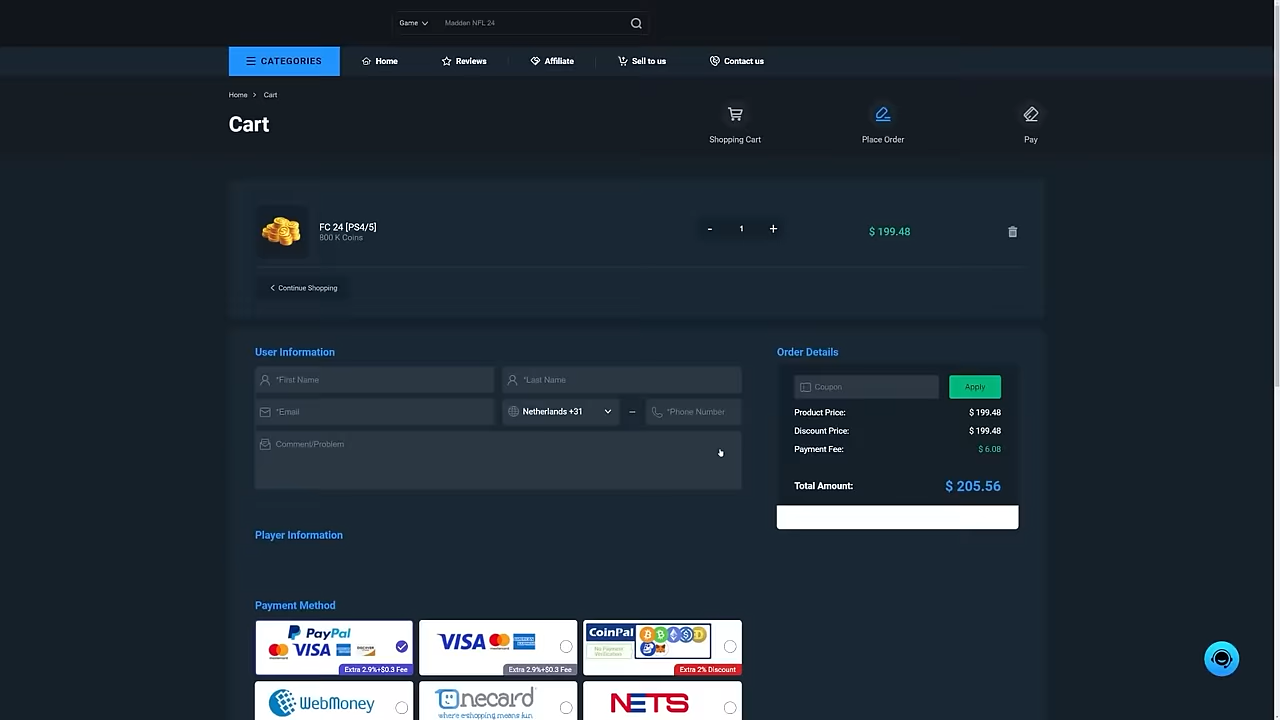 Game
Madden NFL 24
CATEGORIES
Home
Reviews
Affiliate
Sell to us
Contact us
Home > Cart
Cart
Shopping Cart
Place Order
Pay
FC 24 [PS4/5]
800 K Coins
- 1 +
$ 199.48
< Continue Shopping
User Information
*First Name
*Last Name
*Email
Netherlands +31
*Phone Number
Comment/Problem
Order Details
Coupon
Apply
Product Price: $ 199.48
Discount Price: $ 199.48
Payment Fee: $ 6.08
Total Amount: $ 205.56
Player Information
Payment Method
PayPal
VISA
Extra 2.9%+$0.3 Fee
VISA
Extra 2.9%+$0.3 Fee
CoinPal
No Payment
Verification
Extra 2% Discount
WebMoney
onecard
where e-shopping means fun
NETS